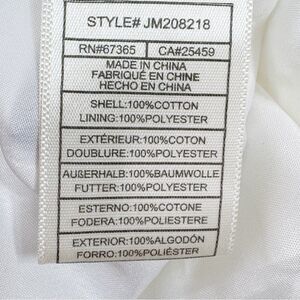 STYLE# JM208218
RN#67365 CA#25459
MADE IN CHINA
FABRIQUÉ EN CHINE
HECHO EN CHINA
SHELL:100%COTTON
LINING:100%POLYESTER
EXTÉRIEUR:100%COTON
DOUBLURE:100%POLYESTER
AUßERHALB:100%BAUMWOLLE
FUTTER:100%POLYESTER
ESTERNO:100%COTONE
FODERA:100%POLIESTERE
EXTERIOR:100%ALGODÓN
FORRO:100%POLIÉSTER